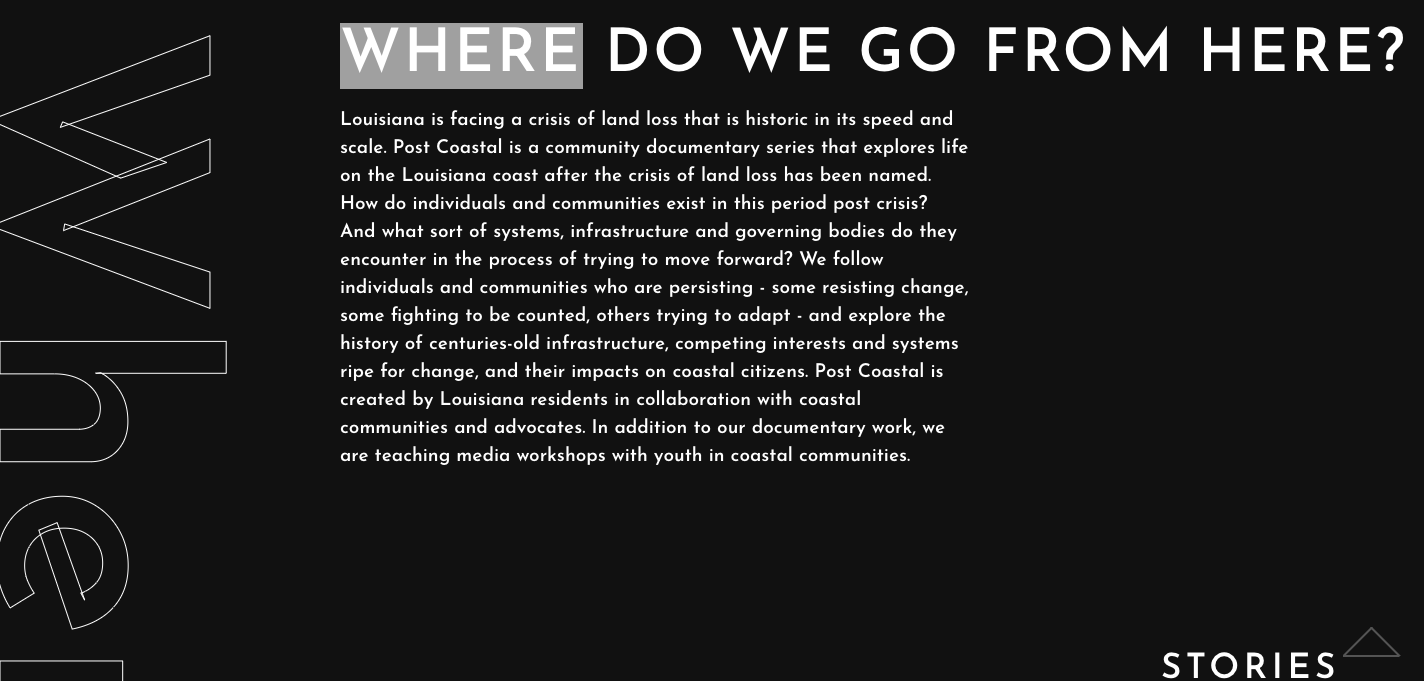 WHERE DO WE GO FROM HERE?
Louisiana is facing a crisis of land loss that is historic in its speed and
scale. Post Coastal is a community documentary series that explores life
on the Louisiana coast after the crisis of land loss has been named.
How do individuals and communities exist in this period post crisis?
And what sort of systems, infrastructure and governing bodies do they
encounter in the process of trying to move forward? We follow
individuals and communities who are persisting - some resisting change,
some fighting to be counted, others trying to adapt - and explore the
history of centuries-old infrastructure, competing interests and systems
ripe for change, and their impacts on coastal citizens. Post Coastal is
created by Louisiana residents in collaboration with coastal
communities and advocates. In addition to our documentary work, we
are teaching media workshops with youth in coastal communities.
STORIES